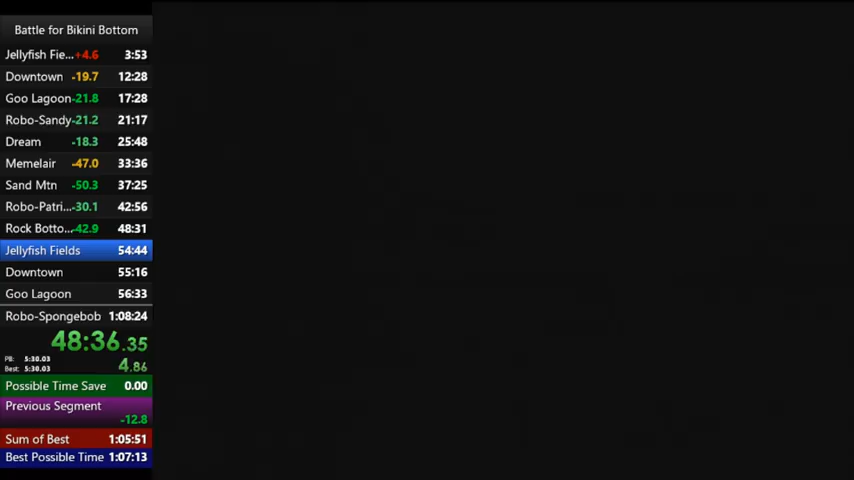 Battle for Bikini Bottom
Jellyfish Fie... +4.6 3:53
Downtown -19.7 12:28
Goo Lagoon -21.8 17:28
Robo-Sandy -21.2 21:17
Dream -18.3 25:48
Memelair -47.0 33:36
Sand Mtn -50.3 37:25
Robo-Patri... -30.1 42:56
Rock Botto... -42.9 48:31
Jellyfish Fields 54:44
Downtown 55:16
Goo Lagoon 56:33
Robo-Spongebob 1:08:24
48:36.35
PB: 5:30.03
Best: 5:30.03
4.86
Possible Time Save 0.00
Previous Segment
-12.8
Sum of Best 1:05:51
Best Possible Time 1:07:13